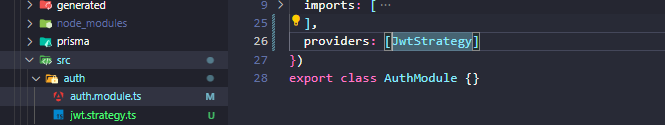 generated
node_modules
prisma
src
auth
auth.module.ts M
jwt.strategy.ts U
9 imports: [ ...
25 ],
26 providers: [JwtStrategy]
27 })
28 export class AuthModule {}